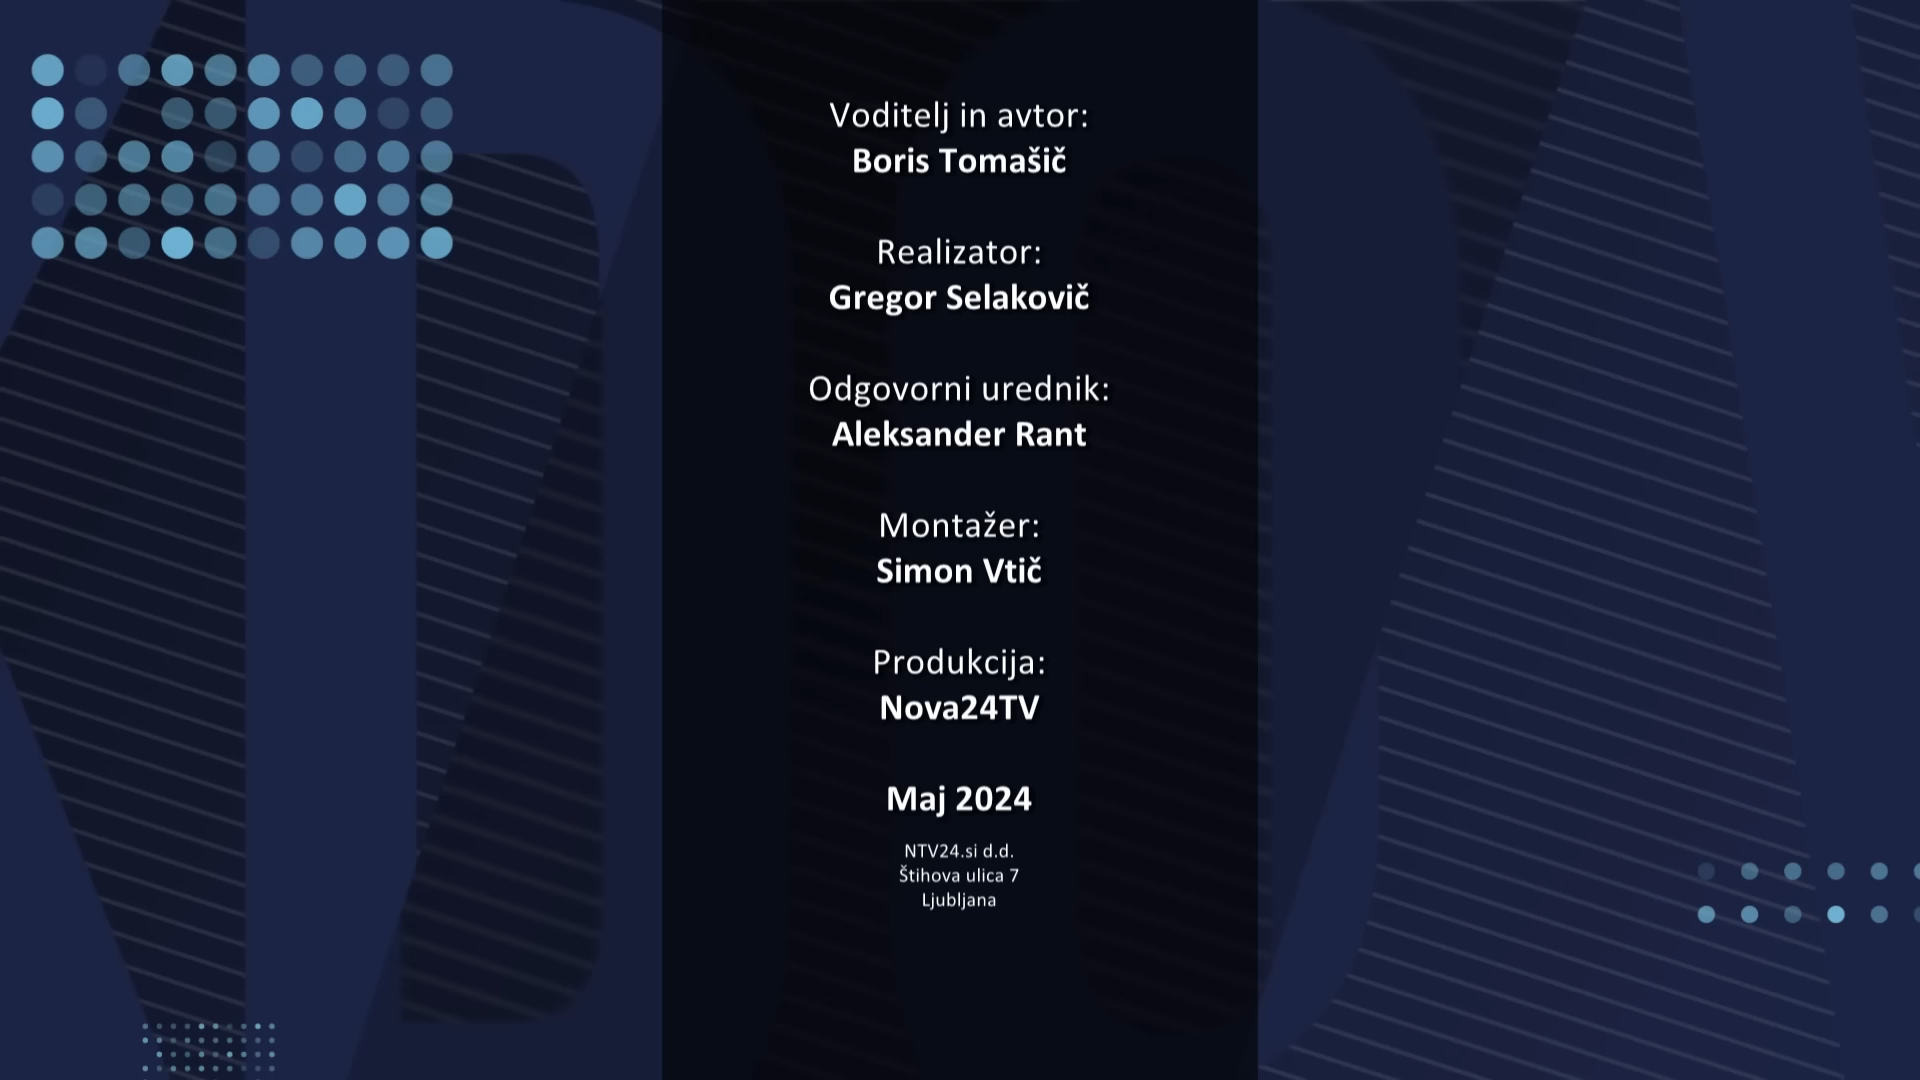 Voditelj in avtor:
Boris Tomašič
Realizator:
Gregor Selakovič
Odgovorni urednik:
Aleksander Rant
Montažer:
Simon Vtič
Produkcija:
Nova24TV
Maj 2024
NTV24.si d.d.
Štihova ulica 7
Ljubljana